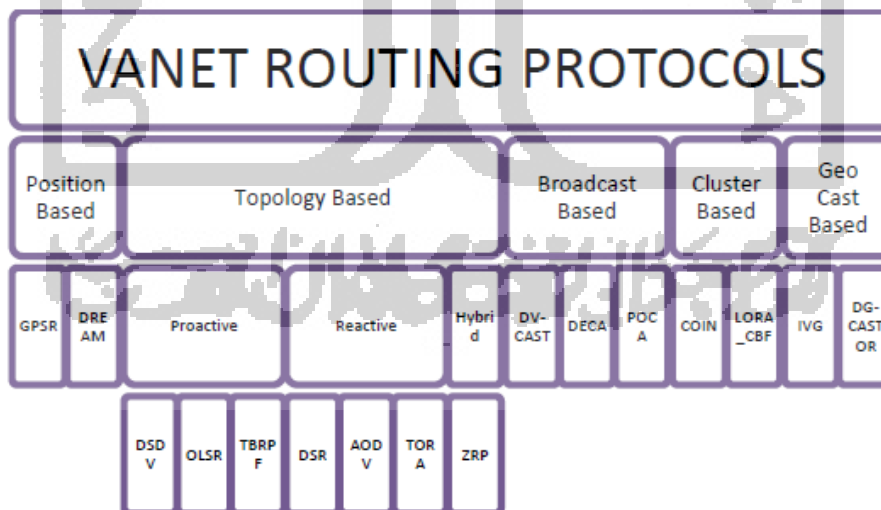 VANET ROUTING PROTOCOLS
Position
Based
Topology Based
Broadcast
Based
Cluster
Based
Geo
Cast
Based
GPSR
DRE
AM
Proactive
Reactive
Hybri
d
DV-
CAST
DECA
POC
A
COIN
LORA
_CBF
IVG
DG-
CAST
OR
DSD
V
OLSR
TBRP
F
DSR
AOD
V
TOR
A
ZRP